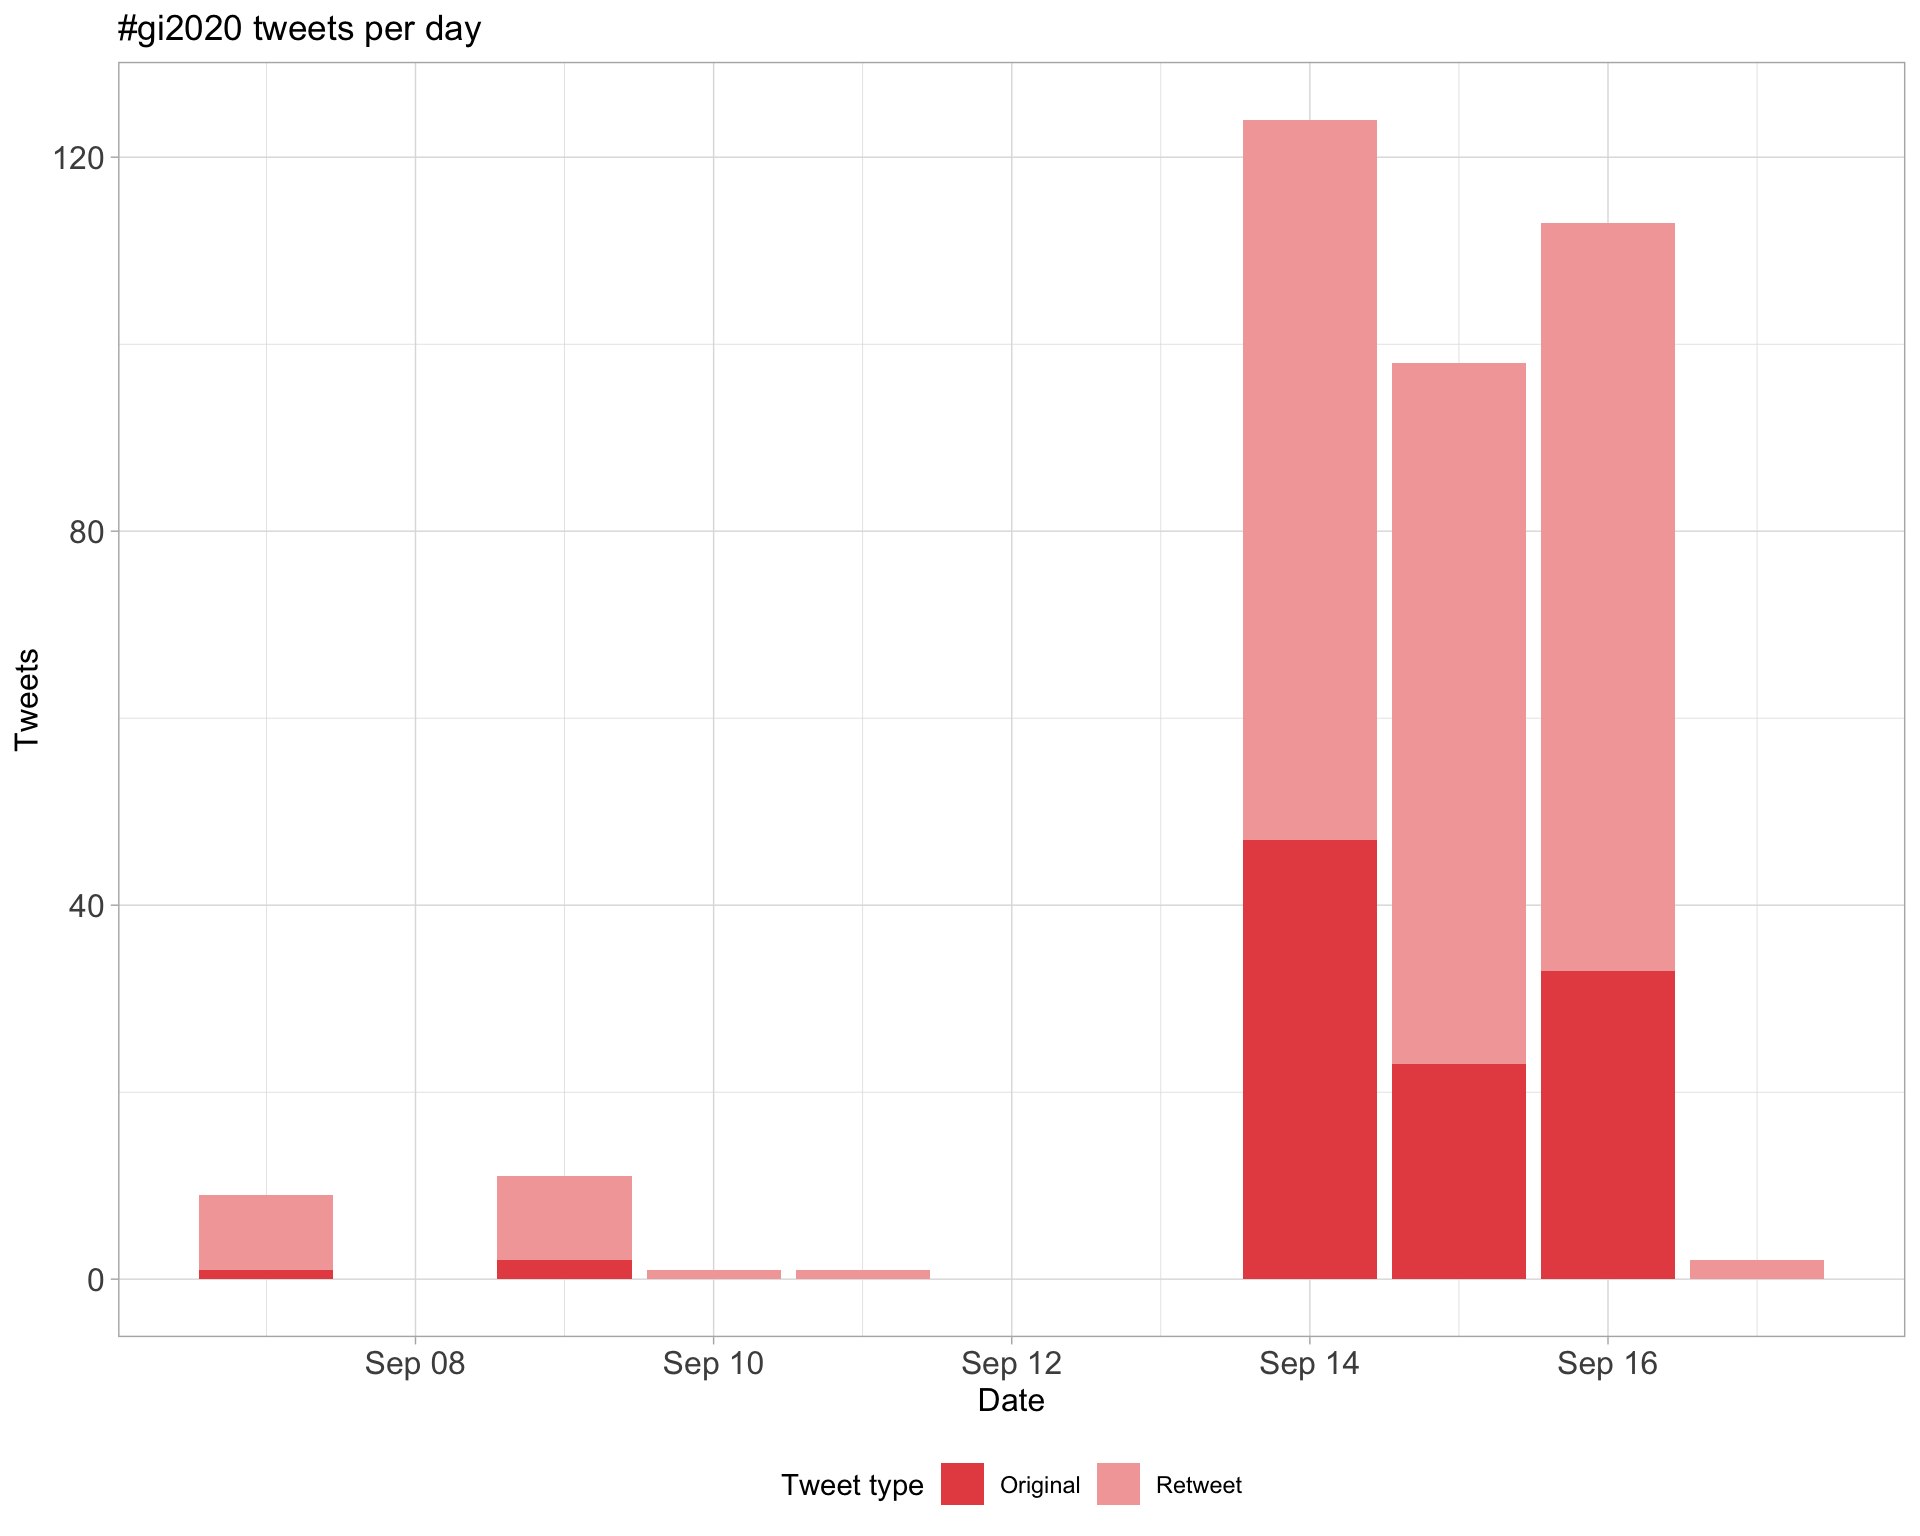 #gi2020 tweets per day
120
80
40
0
Tweets
Sep 08 Sep 10 Sep 12 Sep 14 Sep 16
Date
Tweet type Original Retweet